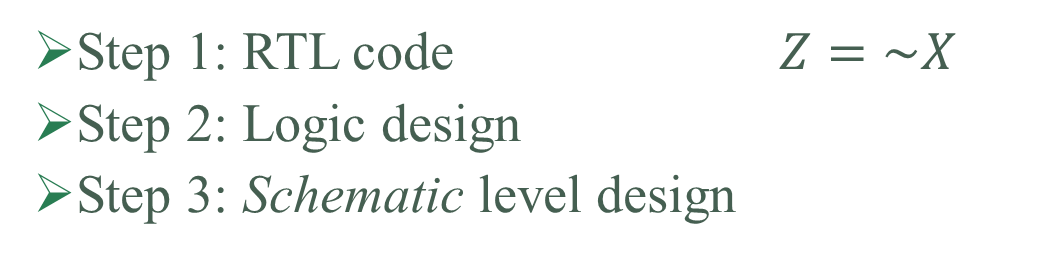 ➢Step 1: RTL code Z = ~X
➢Step 2: Logic design
➢Step 3: Schematic level design